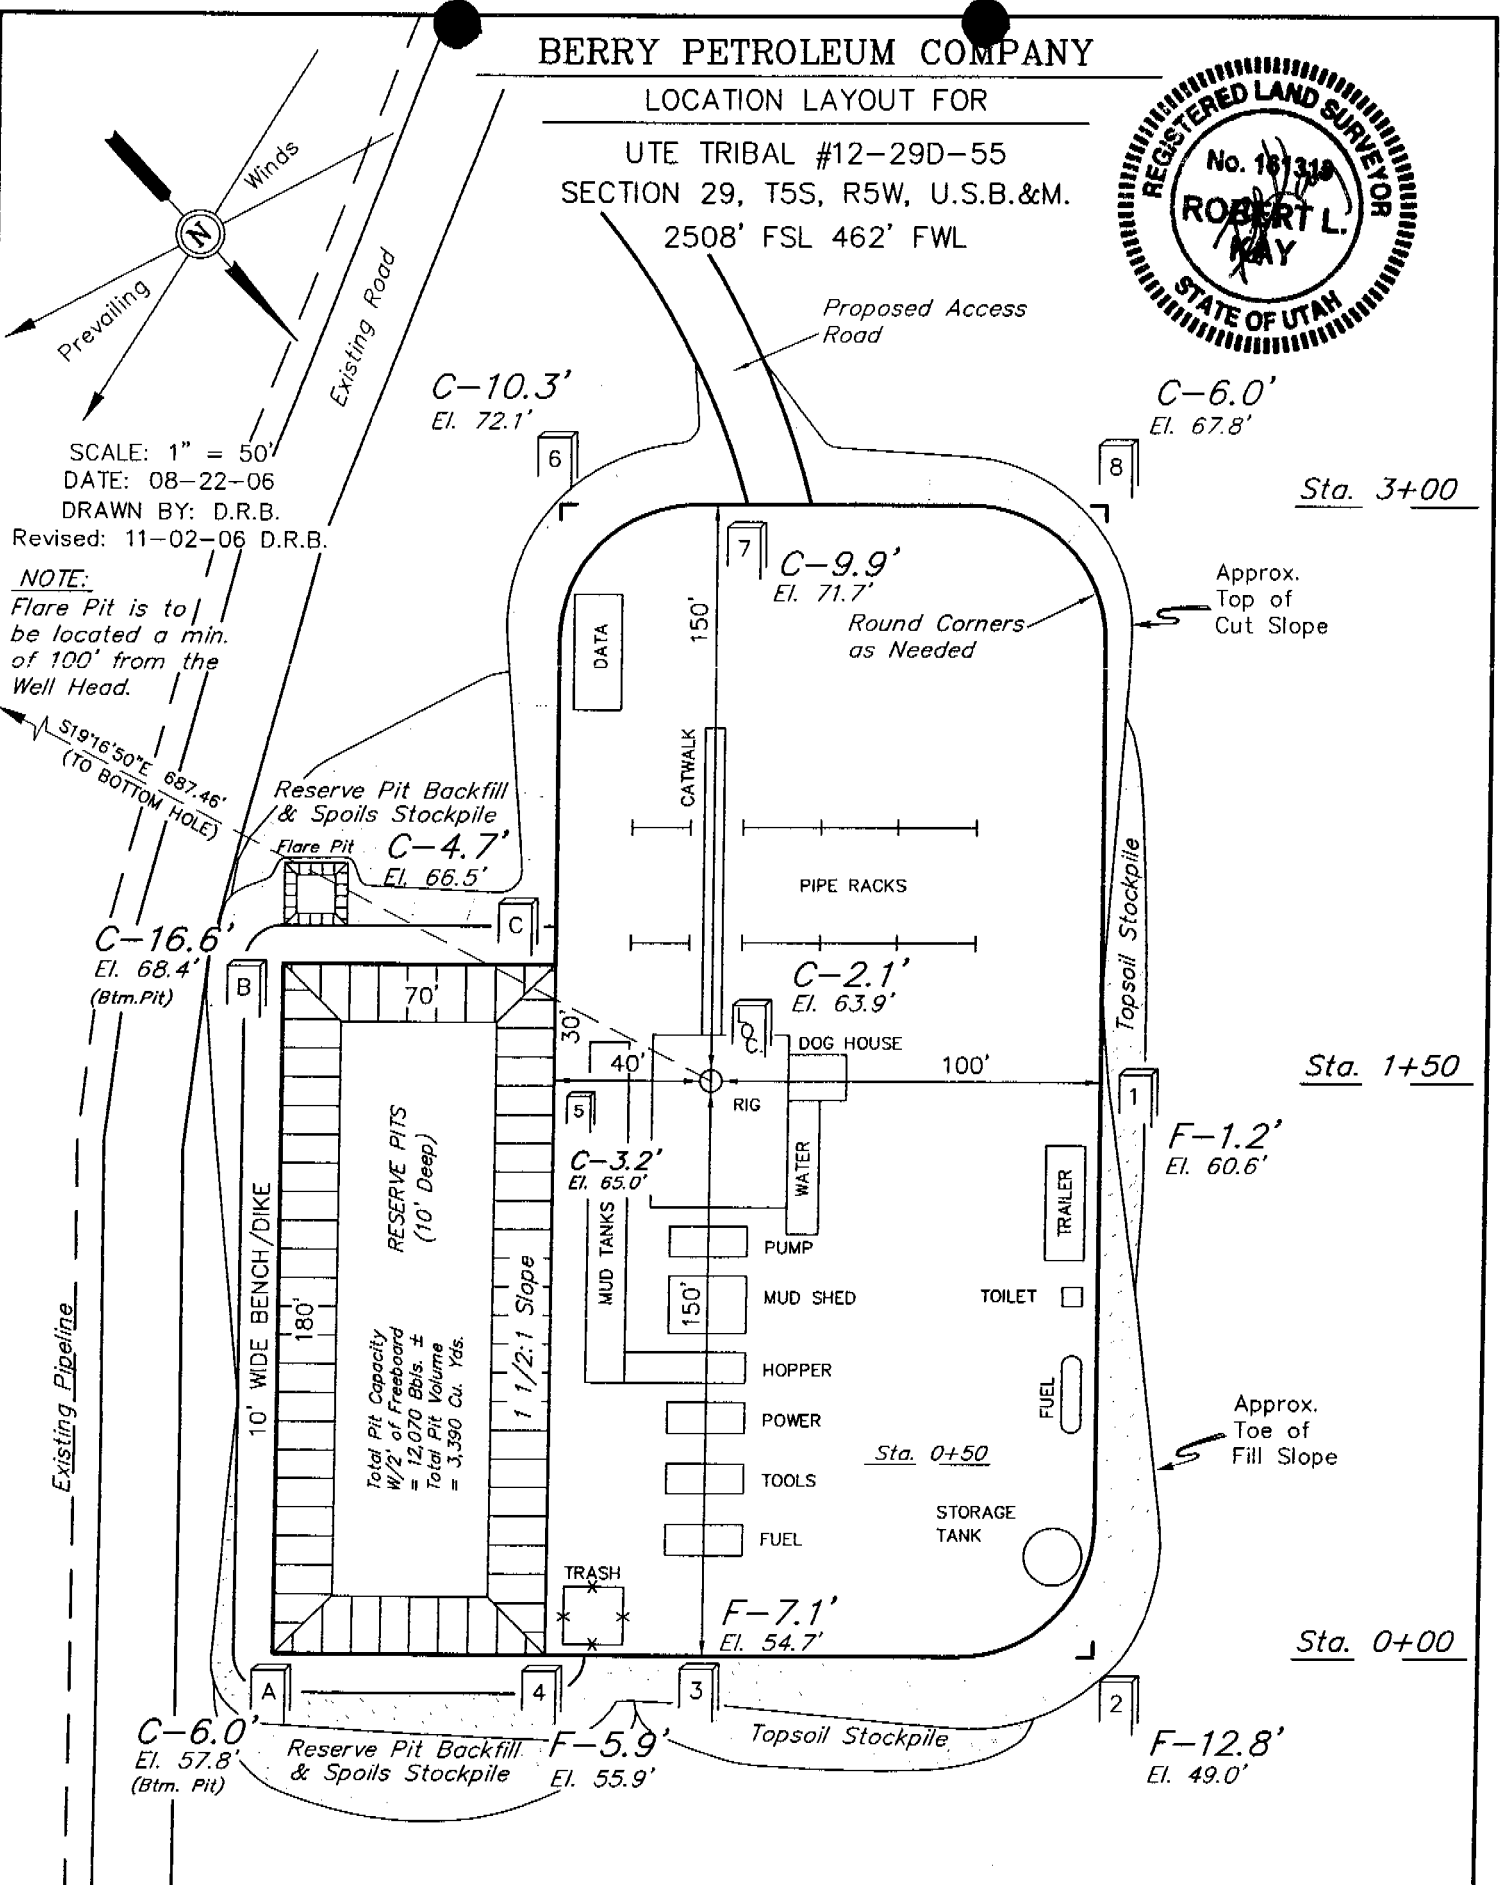 BERRY PETROLEUM COMPANY
LOCATION LAYOUT FOR
UTE TRIBAL #12-29D-55
SECTION 29, T5S, R5W, U.S.B.&M.
2508' FSL 462' FWL
REGISTERED LAND SURVEYOR
No. 161319
ROBERT L.
KAY
STATE OF UTAH
Winds
N
Prevailing
Existing Road
Proposed Access
Road
SCALE: 1" = 50'
DATE: 08-22-06
DRAWN BY: D.R.B.
Revised: 11-02-06 D.R.B.
NOTE:
Flare Pit is to
be located a min.
of 100' from the
Well Head.
C-10.3'
El. 72.1'
6
C-6.0'
El. 67.8'
8
Sta. 3+00
7
C-9.9'
El. 71.7'
150'
Round Corners
as Needed
Approx.
Top of
Cut Slope
DATA
S19°16'50"E 687.46'
(TO BOTTOM HOLE)
CATWALK
Reserve Pit Backfill
& Spoils Stockpile
Flare Pit
C-4.7'
El. 66.5'
C
PIPE RACKS
Topsoil Stockpile
C-16.6'
El. 68.4'
(Btm.Pit)
B
70'
C-2.1'
El. 63.9'
LOC.
DOG HOUSE
30'
40'
100'
RIG
Sta. 1+50
1
F-1.2'
El. 60.6'
5
C-3.2'
El. 65.0'
RESERVE PITS
(10' Deep)
WATER
TRAILER
MUD TANKS
PUMP
MUD SHED
150'
TOILET
HOPPER
POWER
FUEL
10' WIDE BENCH/DIKE
180'
1 1/2:1 Slope
Total Pit Capacity
W/2' of Freeboard
= 12,070 Bbls. ±
Total Pit Volume
= 3,390 Cu. Yds.
Existing Pipeline
Approx.
Toe of
Fill Slope
Sta. 0+50
TOOLS
STORAGE
TANK
FUEL
TRASH
F-7.1'
El. 54.7'
Sta. 0+00
A
4
3
2
C-6.0'
El. 57.8'
(Btm. Pit)
Reserve Pit Backfill
& Spoils Stockpile
F-5.9'
El. 55.9'
Topsoil Stockpile
F-12.8'
El. 49.0'